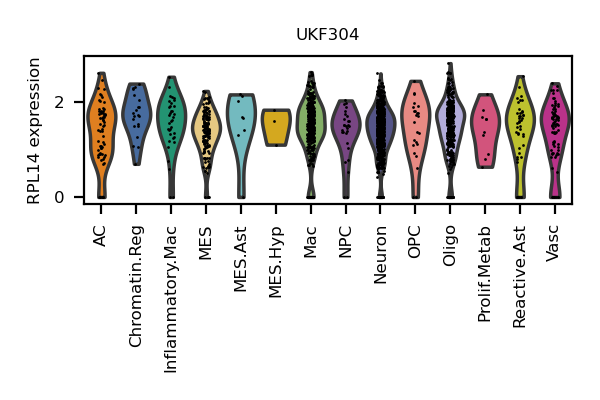 UKF304
RPL14 expression
2
0
AC
Chromatin.Reg
Inflammatory.Mac
MES
MES.Ast
MES.Hyp
Mac
NPC
Neuron
OPC
Oligo
Prolif.Metab
Reactive.Ast
Vasc